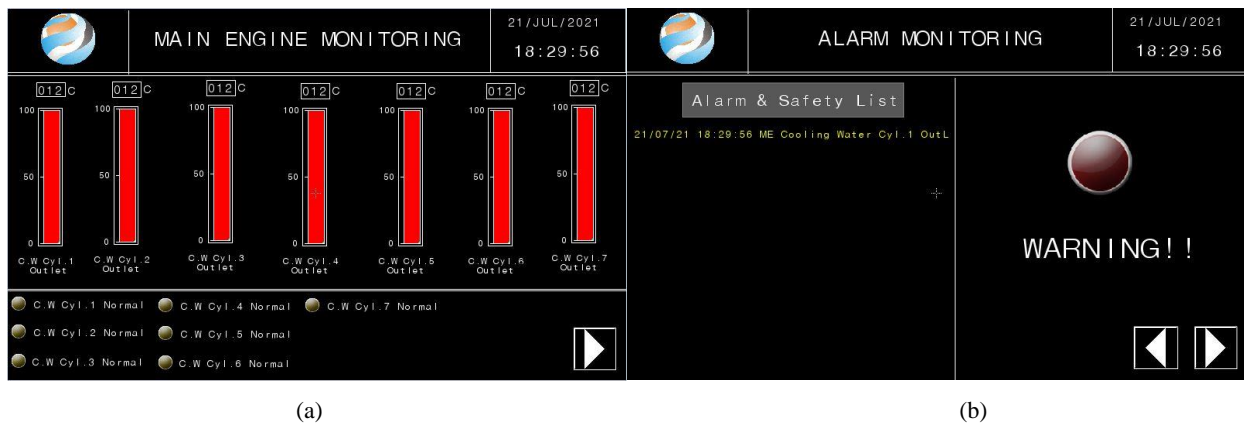 MAIN ENGINE MONITORING
21/JUL/2021
18:29:56
012 C 012 C 012 C 012 C 012 C 012 C 012 C
100 100 100 100 100 100 100
50 50 50 50 50 50 50
0 0 0 0 0 0 0
C.W Cyl.1 Outlet
C.W Cyl.2 Outlet
C.W Cyl.3 Outlet
C.W Cyl.4 Outlet
C.W Cyl.5 Outlet
C.W Cyl.6 Outlet
C.W Cyl.7 Outlet
C.W Cyl.1 Normal C.W Cyl.4 Normal C.W Cyl.7 Normal
C.W Cyl.2 Normal C.W Cyl.5 Normal
C.W Cyl.3 Normal C.W Cyl.6 Normal
(a)
ALARM MONITORING
21/JUL/2021
18:29:56
Alarm & Safety List
21/07/21 18:29:56 ME Cooling Water Cyl.1 OutL
WARNING!!
(b)